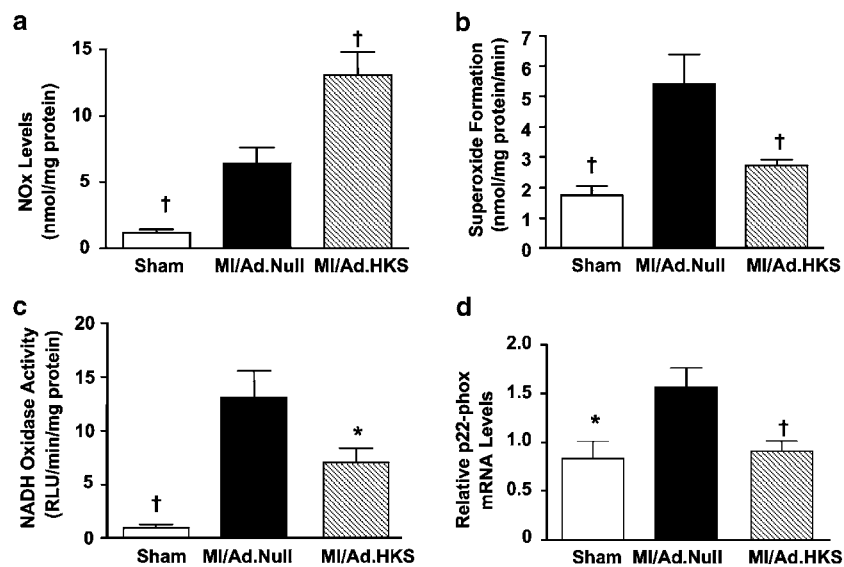 a
NOx Levels
(nmol/mg protein)
15
10
5
0
†
†
Sham MI/Ad.Null MI/Ad.HKS
b
Superoxide Formation
(nmol/mg protein/min)
7
6
5
4
3
2
1
0
†
†
Sham MI/Ad.Null MI/Ad.HKS
c
NADH Oxidase Activity
(RLU/min/mg protein)
20
15
10
5
0
†
*
Sham MI/Ad.Null MI/Ad.HKS
d
Relative p22-phox
mRNA Levels
2.0
1.5
1.0
0.5
0.0
*
†
Sham MI/Ad.Null MI/Ad.HKS